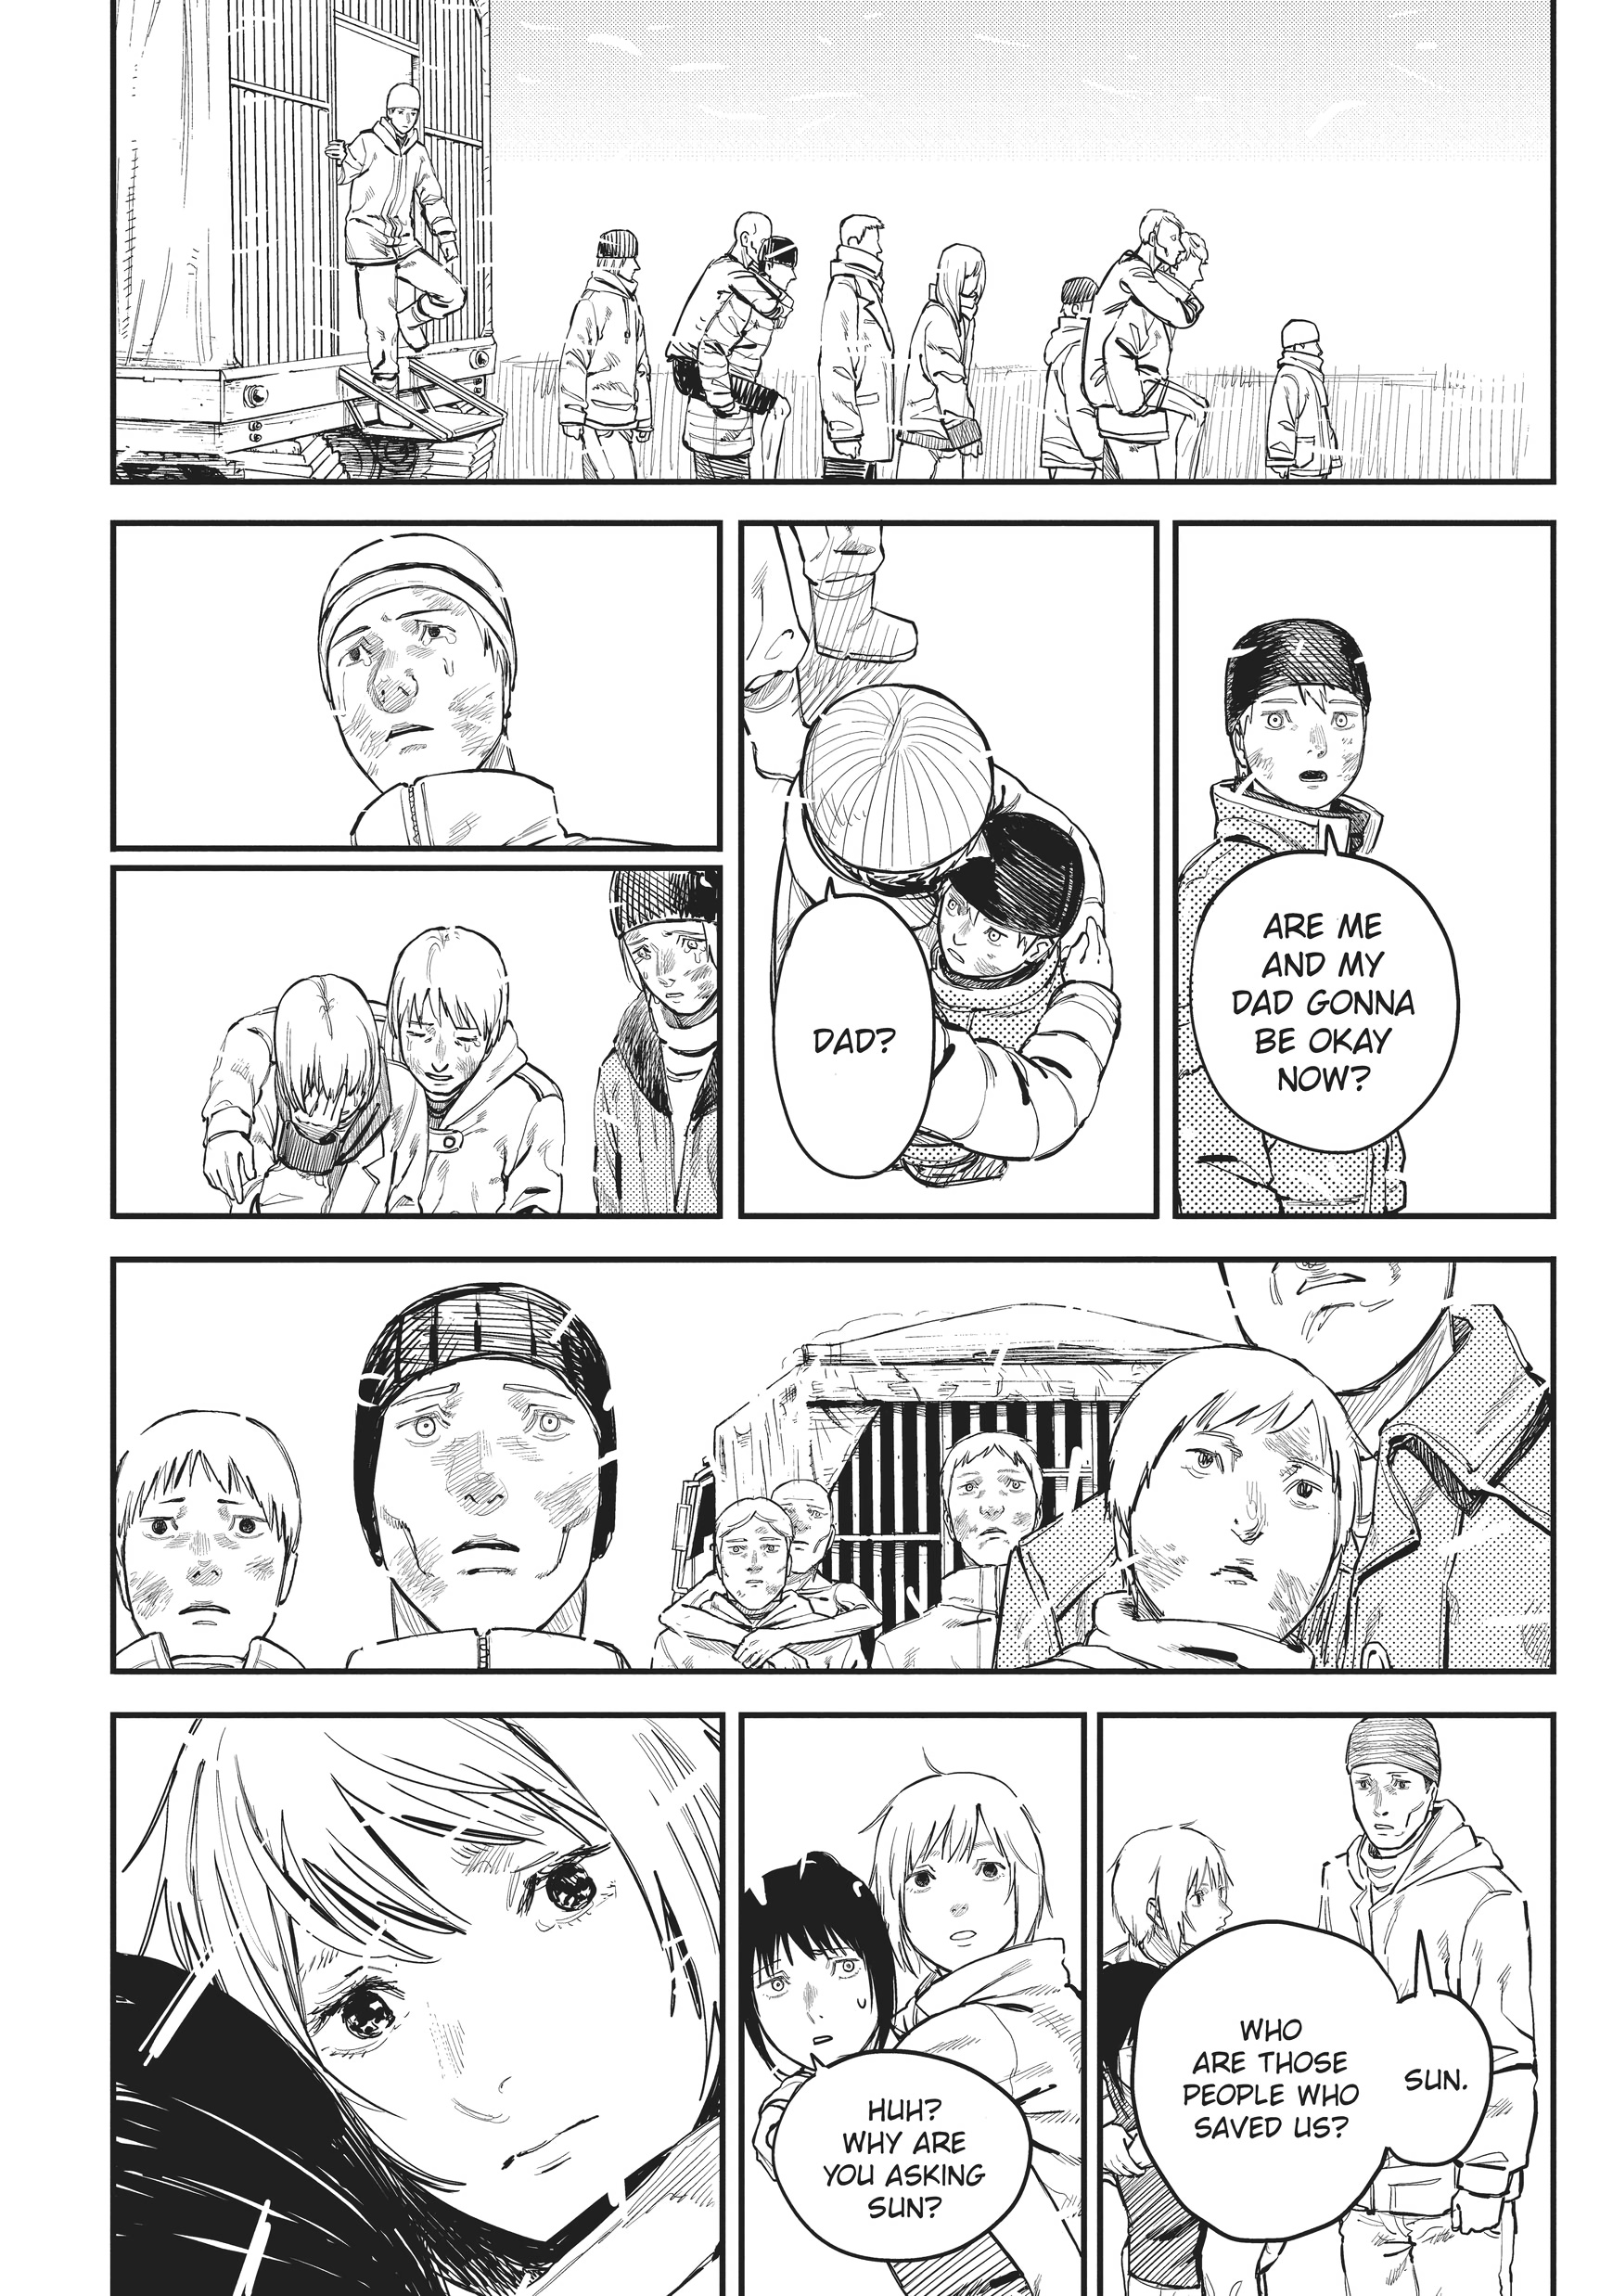 ARE ME
AND MY
DAD GONNA
BE OKAY
NOW?
DAD?
SUN.
WHO
ARE THOSE
PEOPLE WHO
SAVED US?
HUH?
WHY ARE
YOU ASKING
SUN?